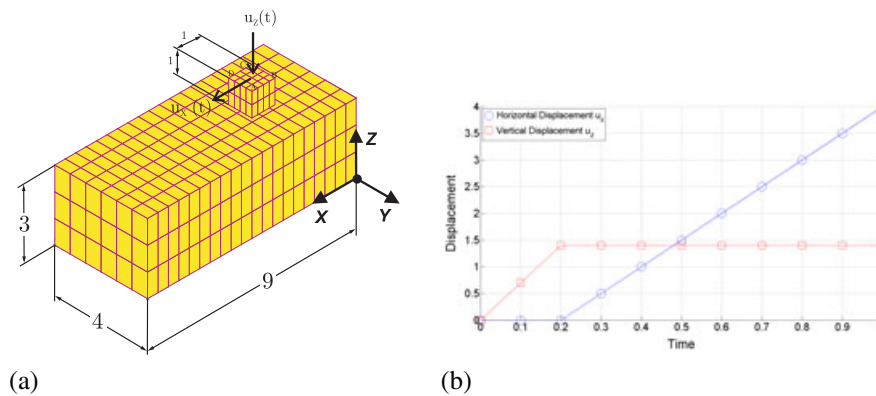 u_z(t)
1
1
u_x(t)
Z
X
Y
3
4
9
(a)
Horizontal Displacement u_x
Vertical Displacement u_z
Displacement
4
3.5
3
2.5
2
1.5
1
0.5
0
0 0.1 0.2 0.3 0.4 0.5 0.6 0.7 0.8 0.9
Time
(b)